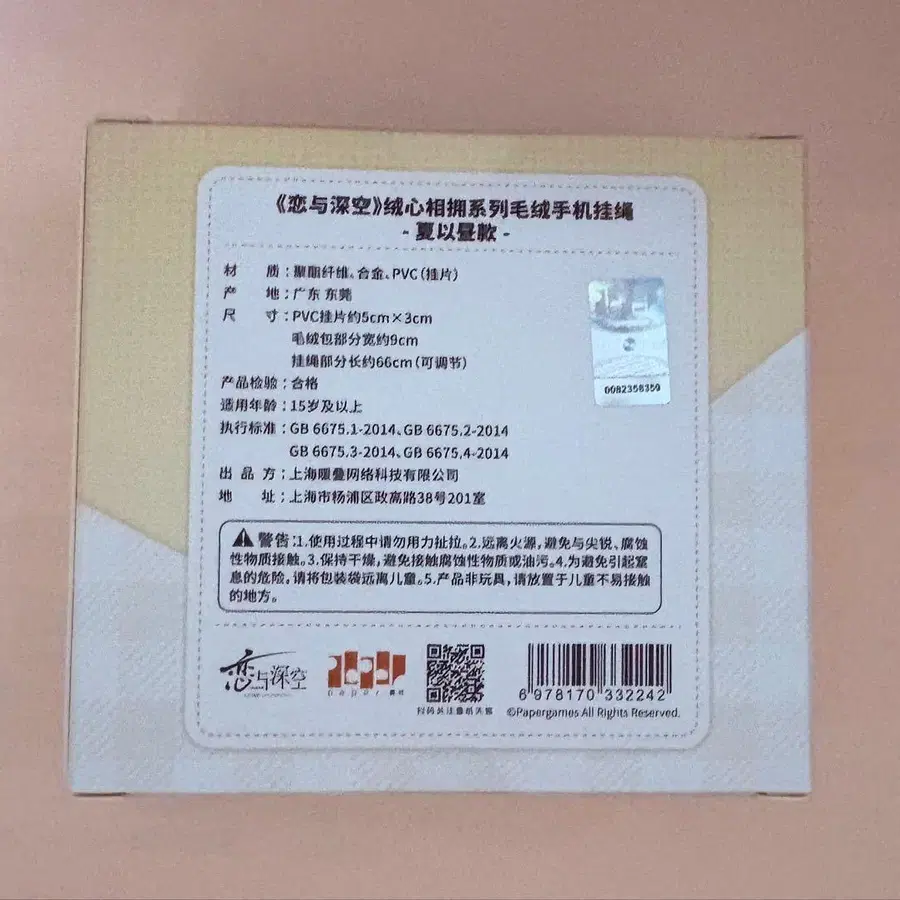 《恋与深空》绒心相拥系列毛绒手机挂绳
- 夏以昼款 -
材 质：聚酯纤维、合金、PVC（挂片）
产 地：广东 东莞
尺 寸：PVC挂片约5cm×3cm
毛绒包部分宽约9cm
挂绳部分长约66cm（可调节）
产品检验：合格
适用年龄：15岁及以上
执行标准：GB 6675.1-2014、GB 6675.2-2014
GB 6675.3-2014、GB 6675.4-2014
出 品 方：上海暖叠网络科技有限公司
地 址：上海市杨浦区政高路38号201室
0082358359
警告：1.使用过程中请勿用力扯拉。2.远离火源，避免与尖锐、腐蚀
性物质接触。3.保持干燥，避免接触腐蚀性物质或油污。4.为避免引起窒
息的危险，请将包装袋远离儿童。5.产品非玩具，请放置于儿童不易接触
的地方。
恋与深空
paper
6 978170 332242
©Papergames All Rights Reserved.